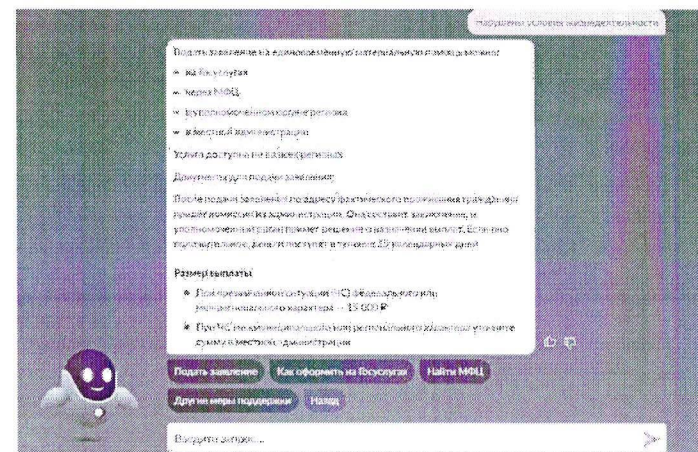 Нарушены условия жизнедеятельности
Подать заявление на единовременную материальную помощь можно:
на Госуслугах
через МФЦ
в уполномоченном органе региона
в местной администрации
Услуга доступна не во всех регионах
Документы для подачи заявления
После подачи заявления по адресу фактического проживания гражданина
придёт комиссия из администрации. Она составит заключение, и
уполномоченный орган примет решение о назначении выплат. Если оно
положительное, деньги поступят в течение календарных дней
Размер выплаты
При чрезвычайной ситуации (ЧС) федерального или
межрегионального характера — 15 000 ₽
При ЧС межмуниципального или регионального характера уточните
сумму в местной администрации
Подать заявление Как оформить на Госуслугах Найти МФЦ
Другие меры поддержки Назад
Введите запрос...